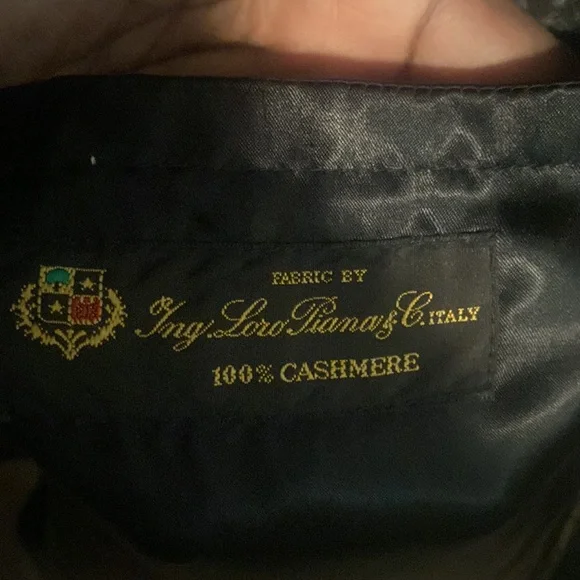 FABRIC BY
Ing. Loro Piana & C. ITALY
100% CASHMERE